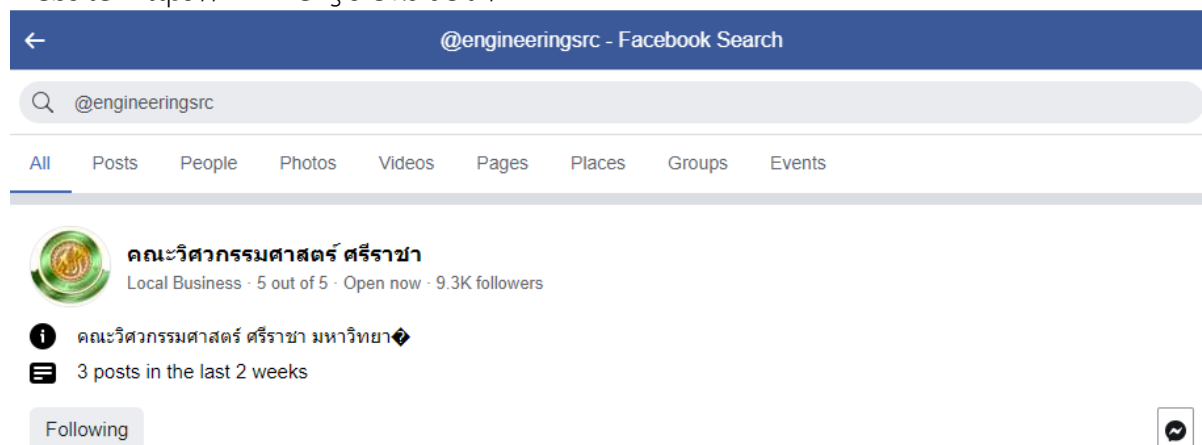 @engineeringsrc - Facebook Search
@engineeringsrc
All Posts People Photos Videos Pages Places Groups Events
คณะวิศวกรรมศาสตร์ ศรีราชา
Local Business · 5 out of 5 · Open now · 9.3K followers
คณะวิศวกรรมศาสตร์ ศรีราชา มหาวิทยา�
3 posts in the last 2 weeks
Following